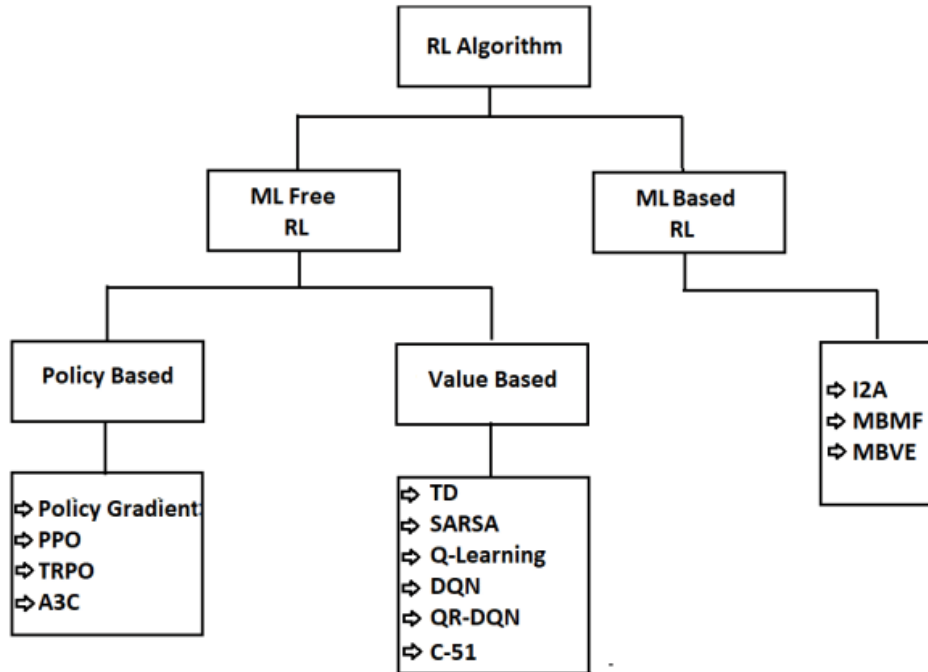 RL Algorithm
ML Free
RL
ML Based
RL
Policy Based
Value Based
I2A
MBMF
MBVE
Policy Gradient
PPO
TRPO
A3C
TD
SARSA
Q-Learning
DQN
QR-DQN
C-51